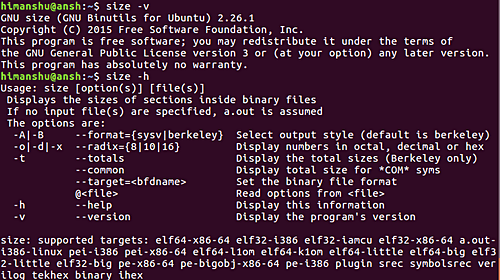 himanshu@ansh:~$ size -v
GNU size (GNU Binutils for Ubuntu) 2.26.1
Copyright (C) 2015 Free Software Foundation, Inc.
This program is free software; you may redistribute it under the terms of
the GNU General Public License version 3 or (at your option) any later version.
This program has absolutely no warranty.
himanshu@ansh:~$ size -h
Usage: size [option(s)] [file(s)]
 Displays the sizes of sections inside binary files
 If no input file(s) are specified, a.out is assumed
 The options are:
  -A|-B     --format={sysv|berkeley}  Select output style (default is berkeley)
  -o|-d|-x  --radix={8|10|16}         Display numbers in octal, decimal or hex
  -t        --totals                  Display the total sizes (Berkeley only)
            --common                  Display total size for *COM* syms
            --target=<bfdname>        Set the binary file format
            @<file>                   Read options from <file>
  -h        --help                    Display this information
  -v        --version                 Display the program's version

size: supported targets: elf64-x86-64 elf32-i386 elf32-iamcu elf32-x86-64 a.out-
i386-linux pei-i386 pei-x86-64 elf64-l1om elf64-k1om elf64-little elf64-big elf3
2-little elf32-big pe-x86-64 pe-bigobj-x86-64 pe-i386 plugin srec symbolsrec ver
ilog tekhex binary ihex